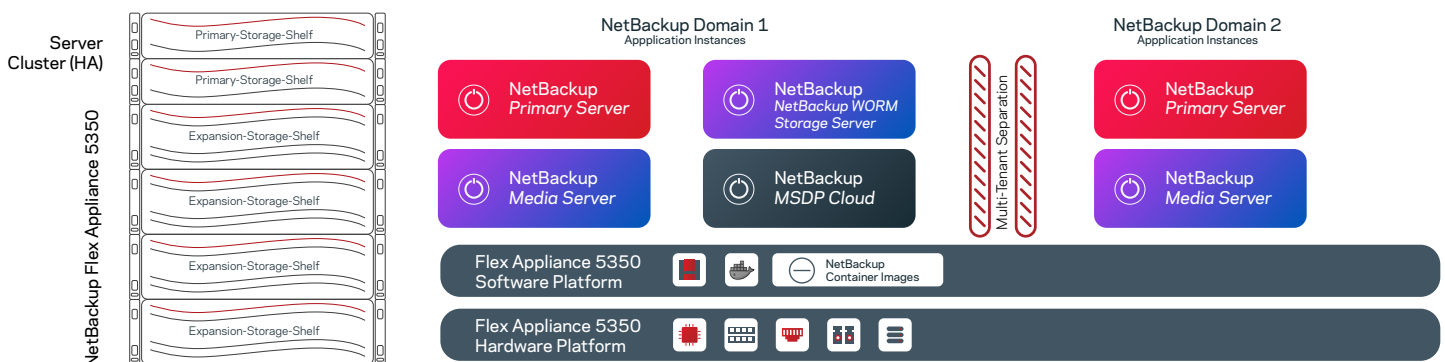 Server
Cluster (HA)
NetBackup Flex Appliance 5350
Primary-Storage-Shelf
Primary-Storage-Shelf
Expansion-Storage-Shelf
Expansion-Storage-Shelf
Expansion-Storage-Shelf
Expansion-Storage-Shelf
NetBackup Domain 1
Appplication Instances
NetBackup
Primary Server
NetBackup
NetBackup WORM
Storage Server
NetBackup
Media Server
NetBackup
MSDP Cloud
Multi-Tenant Separation
NetBackup Domain 2
Appplication Instances
NetBackup
Primary Server
NetBackup
Media Server
Flex Appliance 5350
Software Platform
NetBackup
Container Images
Flex Appliance 5350
Hardware Platform